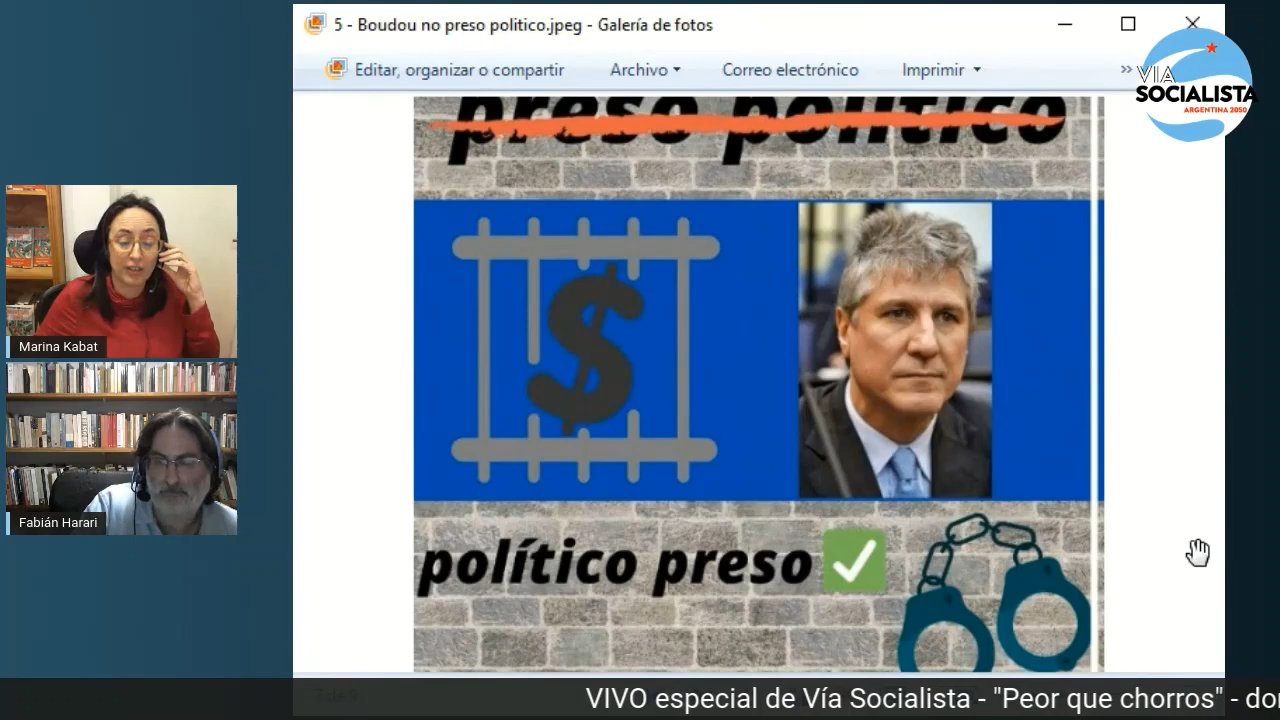 5 - Boudou no preso politico.jpeg - Galería de fotos
Editar, organizar o compartir Archivo Correo electrónico Imprimir »
VIA
SOCIALISTA
ARGENTINA 2050
preso político
$
político preso
Marina Kabat
Fabián Harari
VIVO especial de Vía Socialista - "Peor que chorros" - do